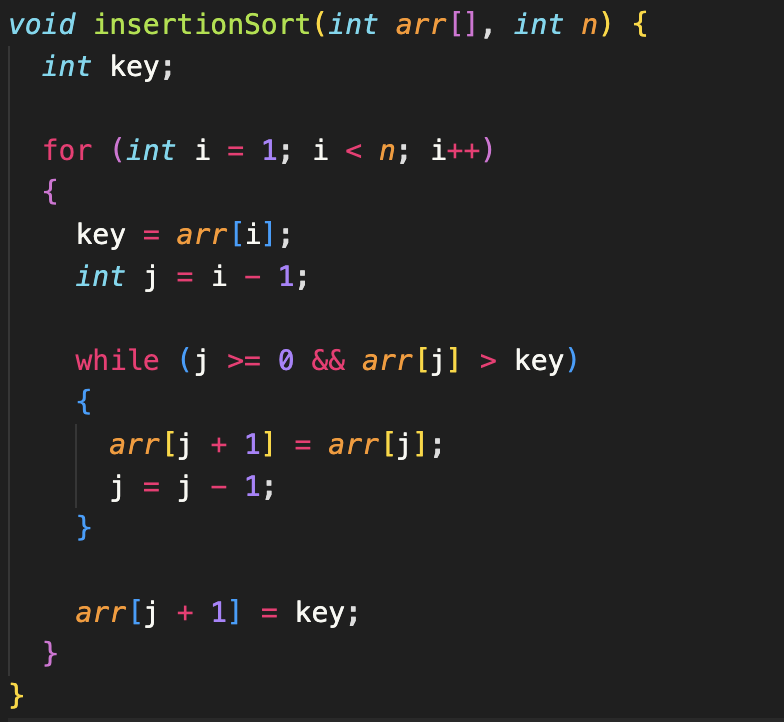 void insertionSort(int arr[], int n) {
  int key;

  for (int i = 1; i < n; i++)
  {
    key = arr[i];
    int j = i - 1;

    while (j >= 0 && arr[j] > key)
    {
      arr[j + 1] = arr[j];
      j = j - 1;
    }

    arr[j + 1] = key;
  }
}